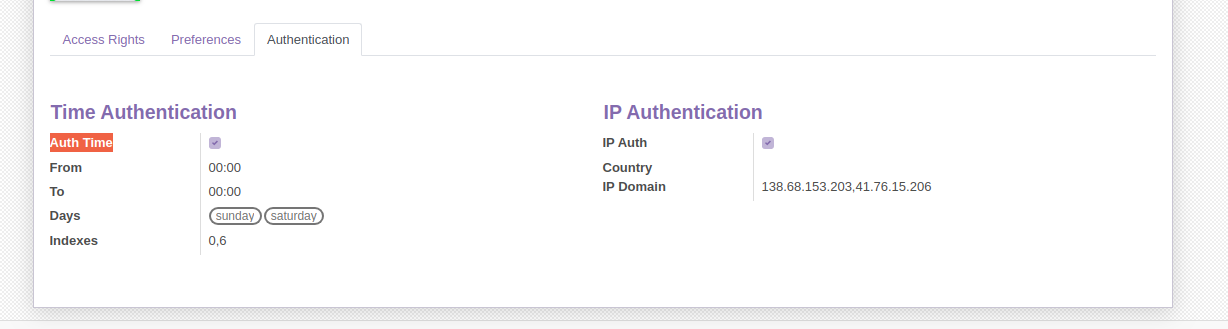 Access Rights Preferences Authentication
Time Authentication
Auth Time
From 00:00
To 00:00
Days sunday saturday
Indexes 0,6
IP Authentication
IP Auth
Country
IP Domain 138.68.153.203,41.76.15.206